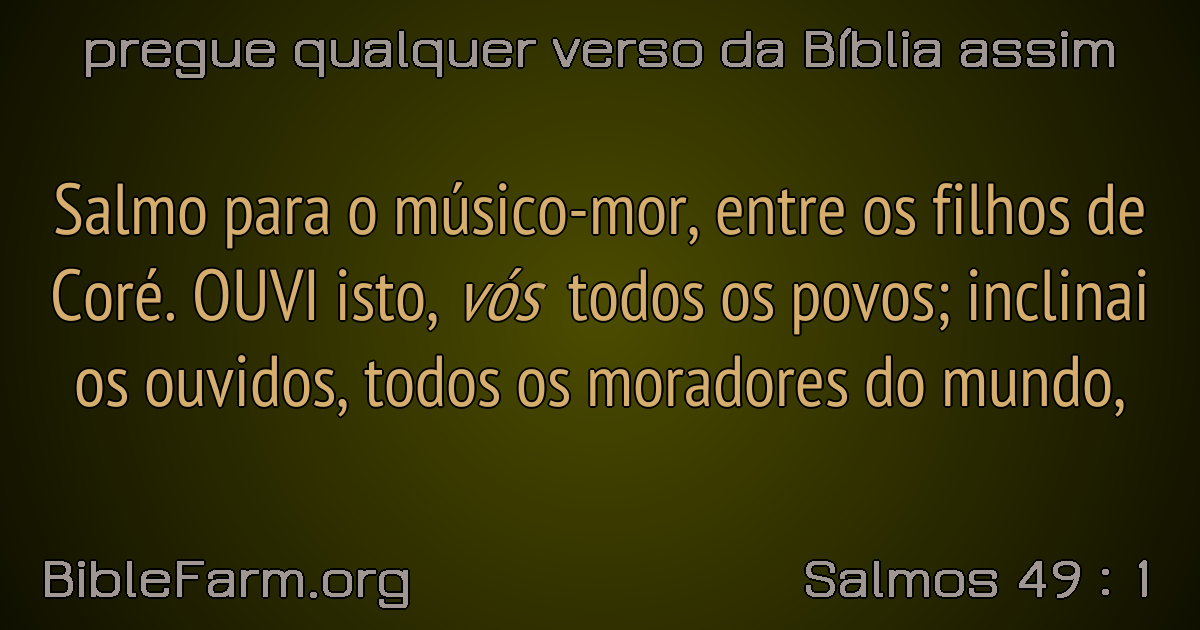 pregue qualquer verso da Bíblia assim
Salmo para o músico-mor, entre os filhos de
Coré. OUVI isto, vós todos os povos; inclinai
os ouvidos, todos os moradores do mundo,
BibleFarm.org
Salmos 49 : 1